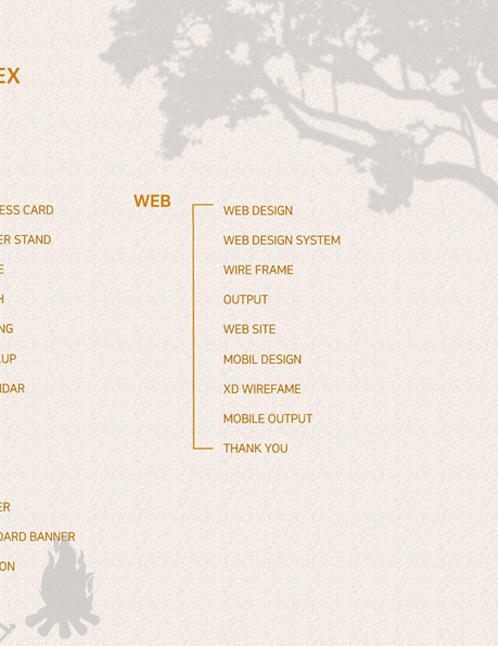 EX
WEB
ESS CARD
WEB DESIGN
ER STAND
WEB DESIGN SYSTEM
E
WIRE FRAME
H
OUTPUT
NG
WEB SITE
CUP
MOBIL DESIGN
NDAR
XD WIREFAME
MOBILE OUTPUT
THANK YOU
ER
OARD BANNER
ON